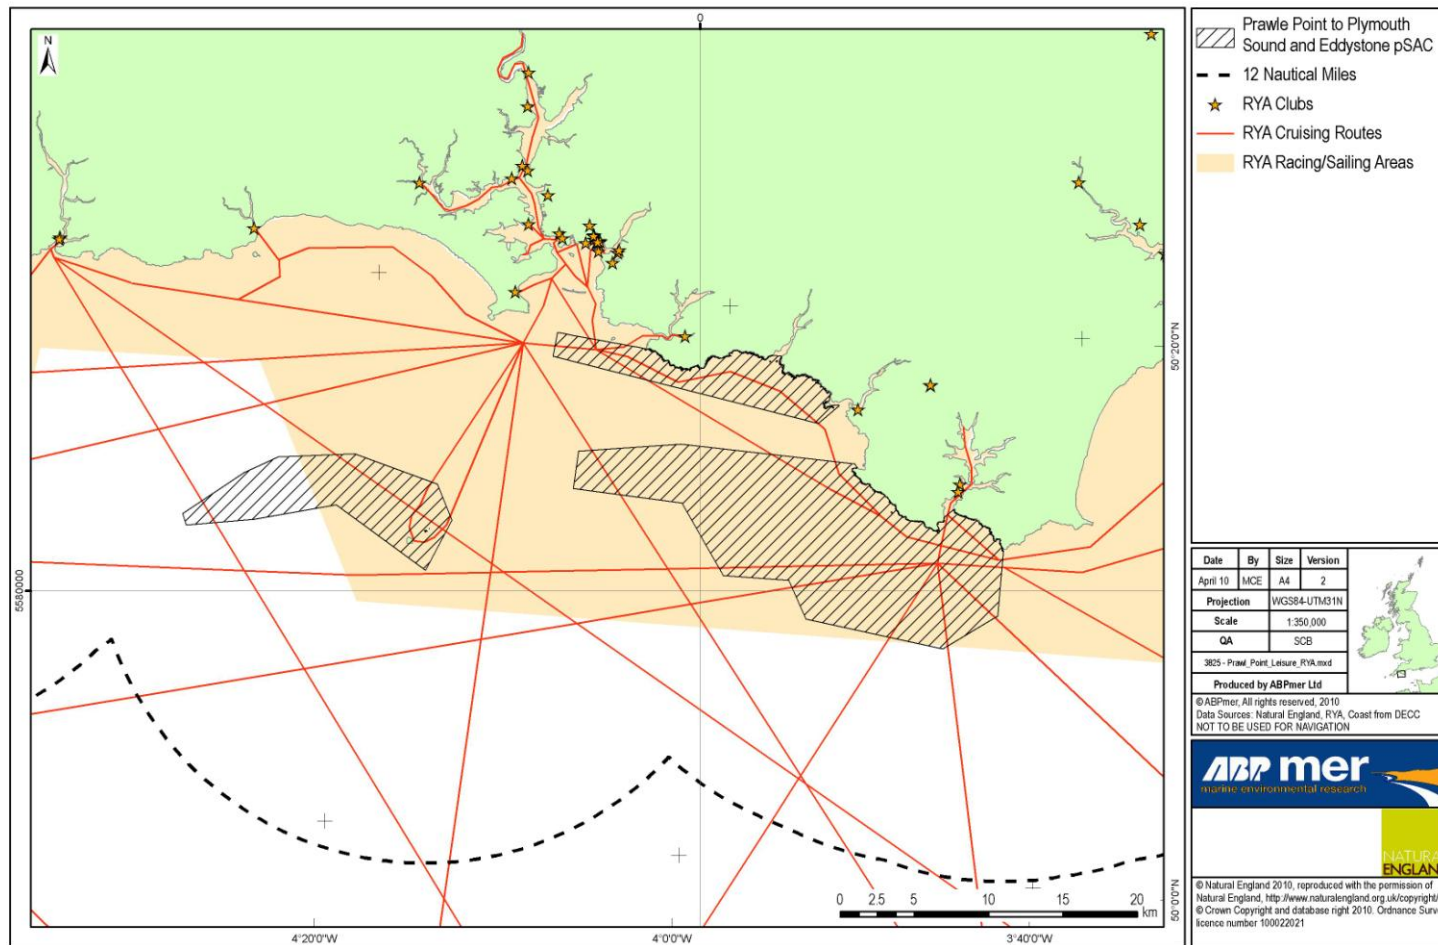 0
N
5580000
50°20'0"N
50°0'0"N
4°20'0"W
4°0'0"W
3°40'0"W
0 2.5 5 10 15 20
km
Prawle Point to Plymouth
Sound and Eddystone pSAC
12 Nautical Miles
RYA Clubs
RYA Cruising Routes
RYA Racing/Sailing Areas
Date By Size Version
April 10 MCE A4 2
Projection WGS84-UTM31N
Scale 1:350,000
QA SCB
3825 - Prawl_Point_Leisure_RYA.mxd
Produced by ABPmer Ltd
© ABPmer, All rights reserved, 2010
Data Sources: Natural England, RYA, Coast from DECC
NOT TO BE USED FOR NAVIGATION
ABP mer
marine environmental research
NATURA
ENGLAN
© Natural England 2010, reproduced with the permission of
Natural England, http://www.naturalengland.org.uk/copyright/
© Crown Copyright and database right 2010. Ordnance Surve
licence number 100022021